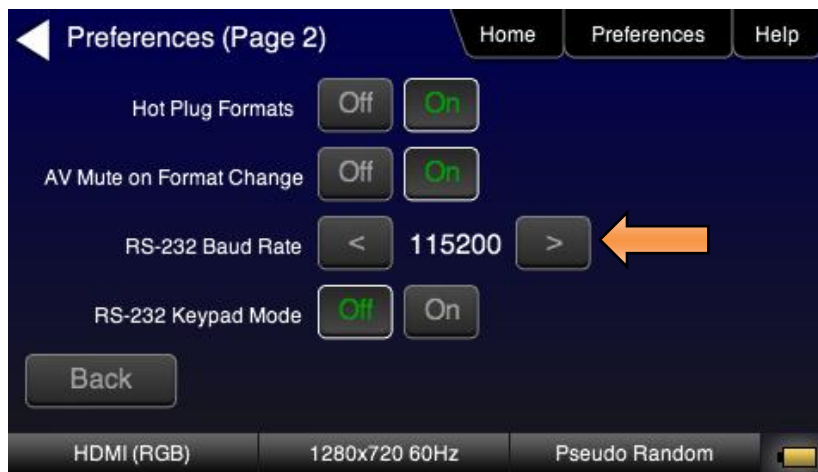 Preferences (Page 2) Home Preferences Help
Hot Plug Formats Off On
AV Mute on Format Change Off On
RS-232 Baud Rate < 115200 >
RS-232 Keypad Mode Off On
Back
HDMI (RGB) 1280x720 60Hz Pseudo Random